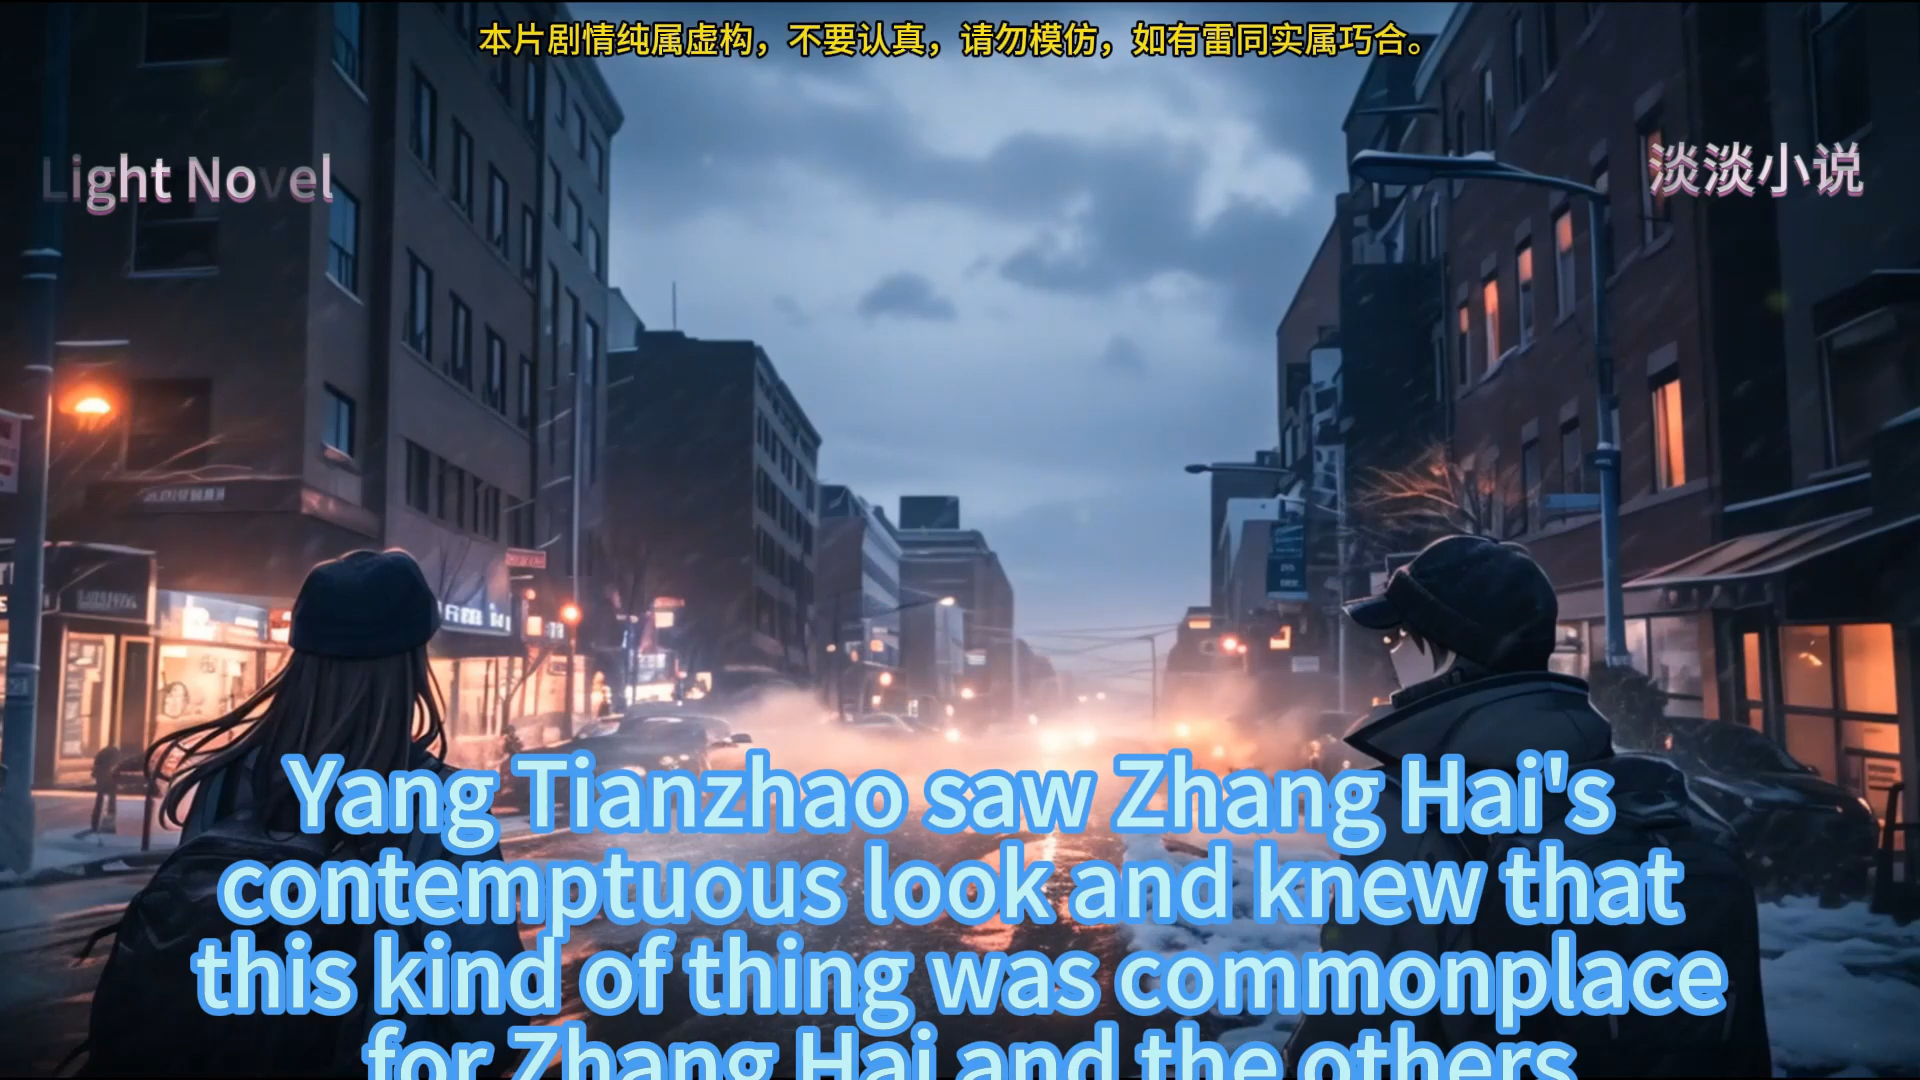 本片剧情纯属虚构，不要认真，请勿模仿，如有雷同实属巧合。
Light Novel
淡淡小说
Yang Tianzhao saw Zhang Hai's
contemptuous look and knew that
this kind of thing was commonplace
for Zhang Hai and the others